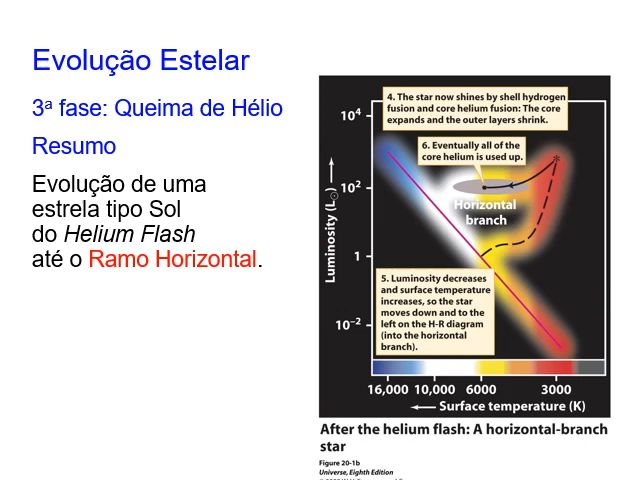 Evolução Estelar
3ª fase: Queima de Hélio
Resumo
Evolução de uma
estrela tipo Sol
do Helium Flash
até o Ramo Horizontal.
4. The star now shines by shell hydrogen
fusion and core helium fusion: The core
expands and the outer layers shrink.
10⁴
6. Eventually all of the
core helium is used up.
10²
Horizontal
branch
Luminosity (L☉) →
1
5. Luminosity decreases
and surface temperature
increases, so the star
moves down and to the
left on the H-R diagram
(into the horizontal
branch).
10⁻²
16,000 10,000 6000 3000
← Surface temperature (K)
After the helium flash: A horizontal-branch
star
Figure 20-1b
Universe, Eighth Edition